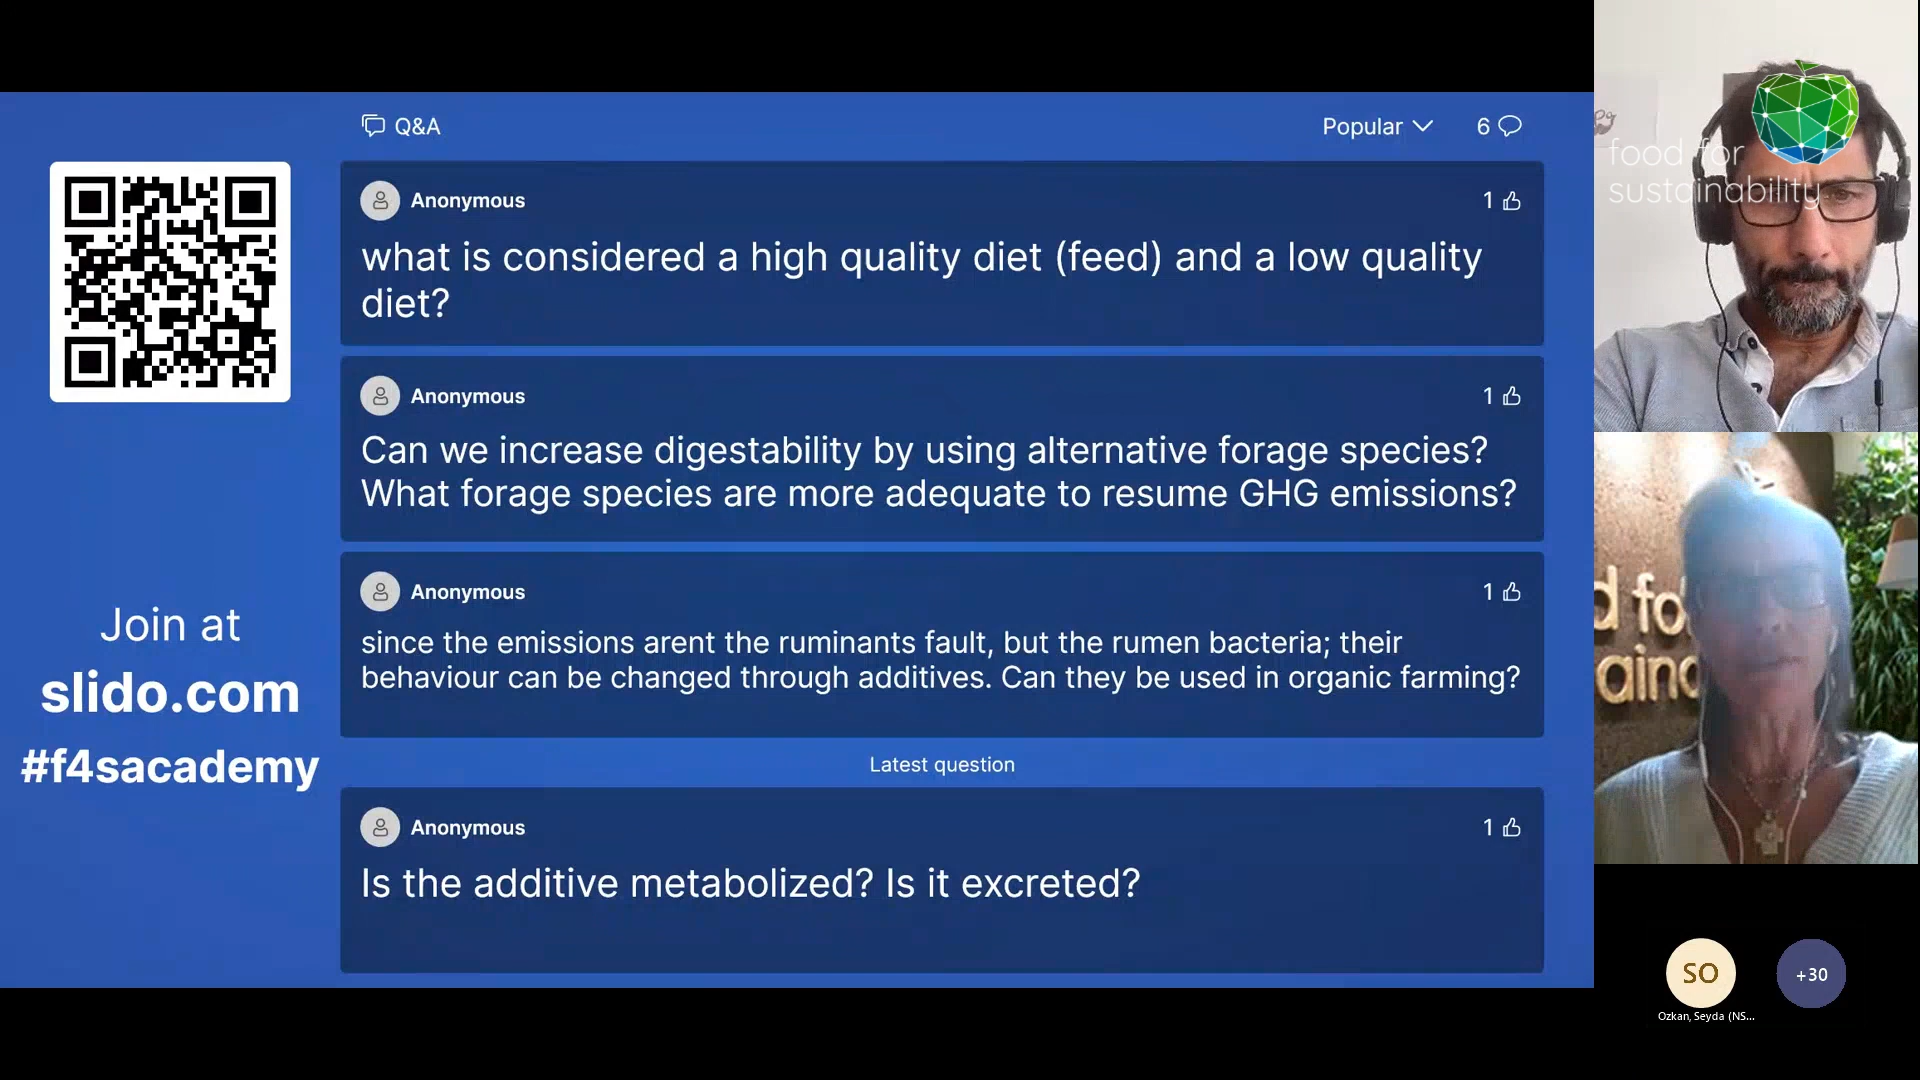 Q&A
Popular
6
Anonymous
1
what is considered a high quality diet (feed) and a low quality
diet?
Anonymous
1
Can we increase digestability by using alternative forage species?
What forage species are more adequate to resume GHG emissions?
Anonymous
1
since the emissions arent the ruminants fault, but the rumen bacteria; their
behaviour can be changed through additives. Can they be used in organic farming?
Latest question
Anonymous
1
Is the additive metabolized? Is it excreted?
Join at
slido.com
#f4sacademy
food for
sustainability
d fo
aina
SO
+30
Ozkan, Seyda (NS...